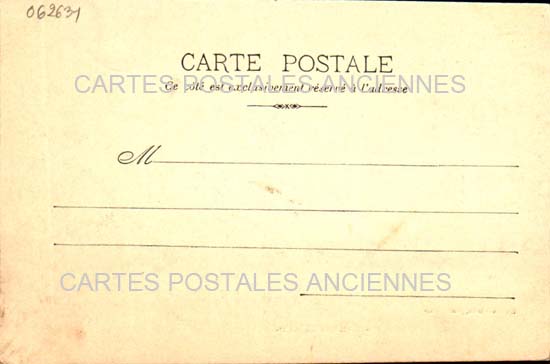 062631
CARTE POSTALE
CARTES POSTALES ANCIENNES
Ce côté est exclusivement réservé à l'adresse
M
CARTES POSTALES ANCIENNES